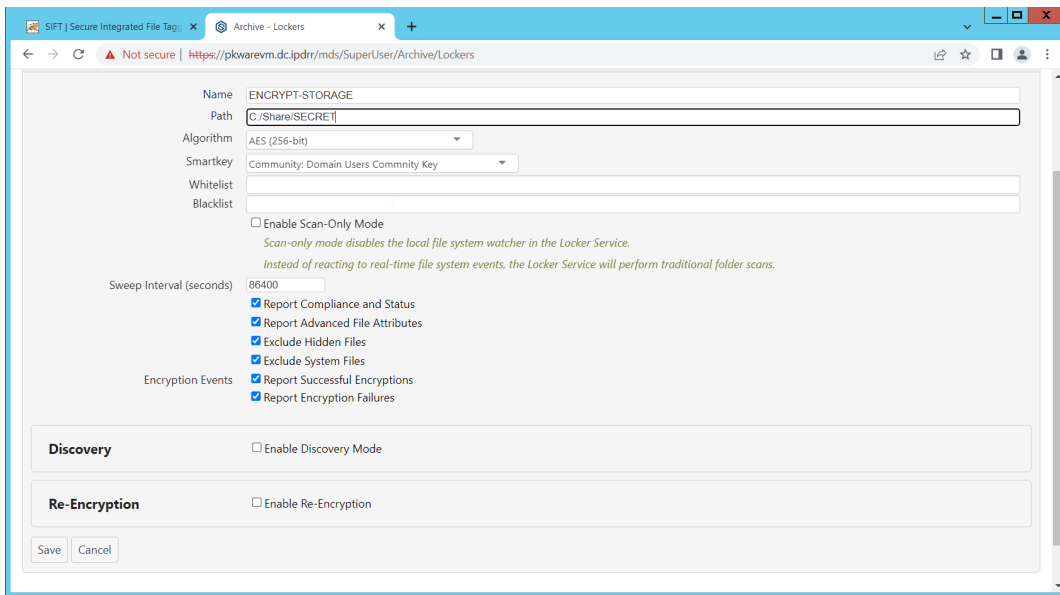 SIFT | Secure Integrated File Tagg
Archive - Lockers
Not secure | https://pkwarevm.dc.ipdrr/mds/SuperUser/Archive/Lockers
Name ENCRYPT-STORAGE
Path C:/Share/SECRET
Algorithm AES (256-bit)
Smartkey Community: Domain Users Commnity Key
Whitelist
Blacklist
Enable Scan-Only Mode
Scan-only mode disables the local file system watcher in the Locker Service.
Instead of reacting to real-time file system events, the Locker Service will perform traditional folder scans.
Sweep Interval (seconds) 86400
Report Compliance and Status
Report Advanced File Attributes
Exclude Hidden Files
Exclude System Files
Encryption Events Report Successful Encryptions
Report Encryption Failures
Discovery Enable Discovery Mode
Re-Encryption Enable Re-Encryption
Save Cancel